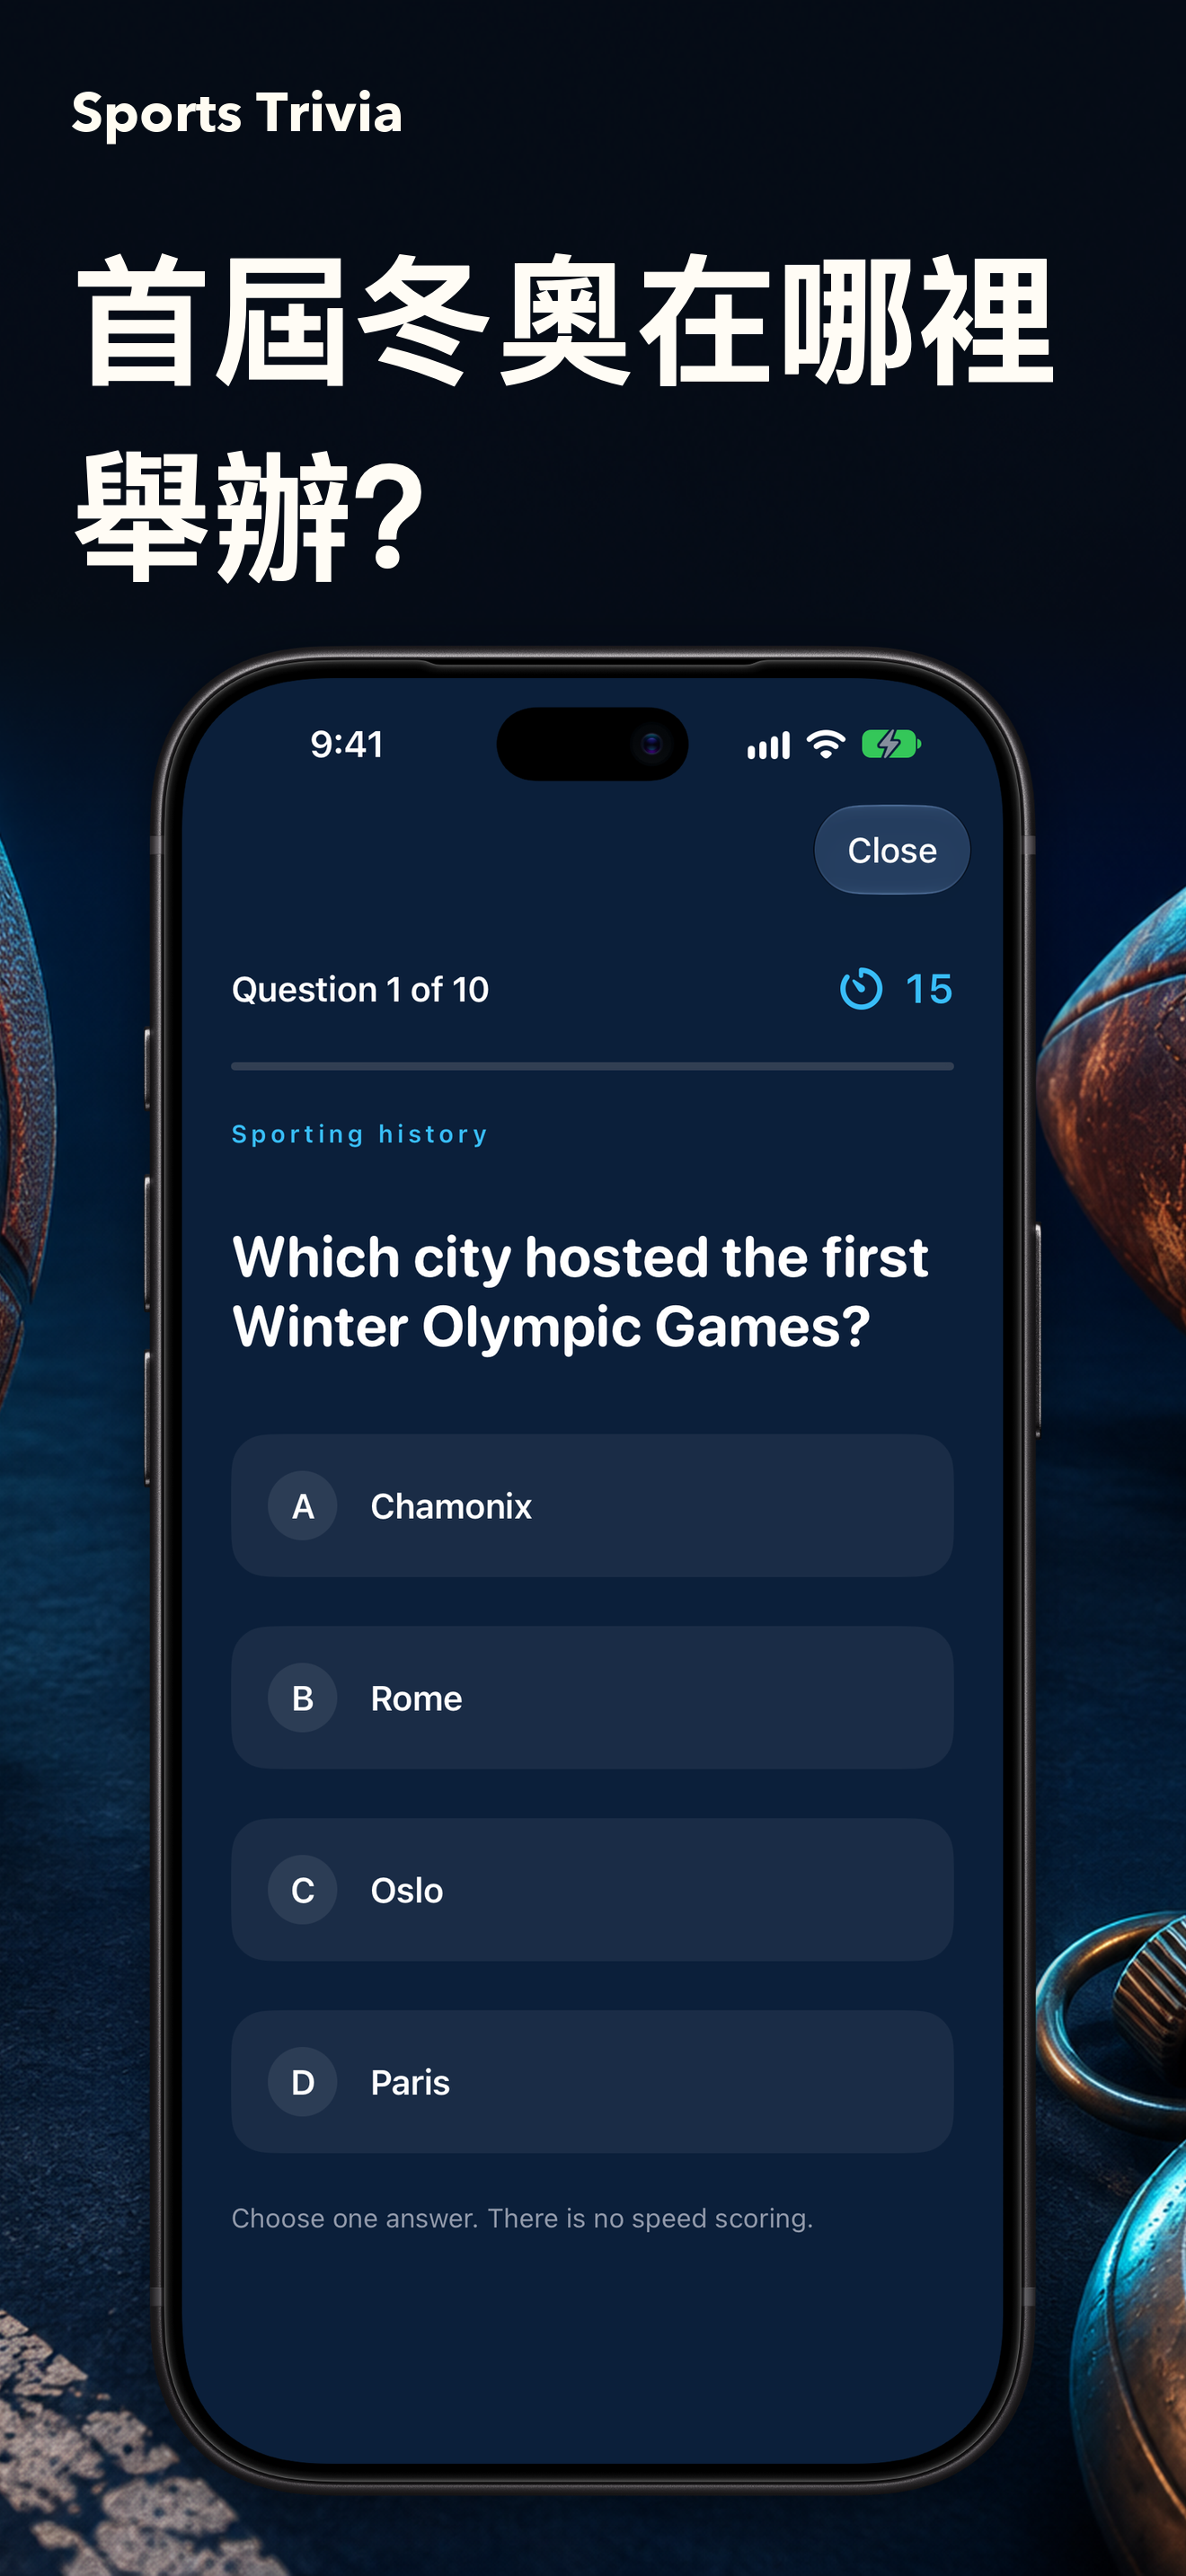 Sports Trivia
首屆冬奧在哪裡
舉辦?
9:41
Close
Question 1 of 10
15
Sporting history
Which city hosted the first
Winter Olympic Games?
A Chamonix
B Rome
C Oslo
D Paris
Choose one answer. There is no speed scoring.